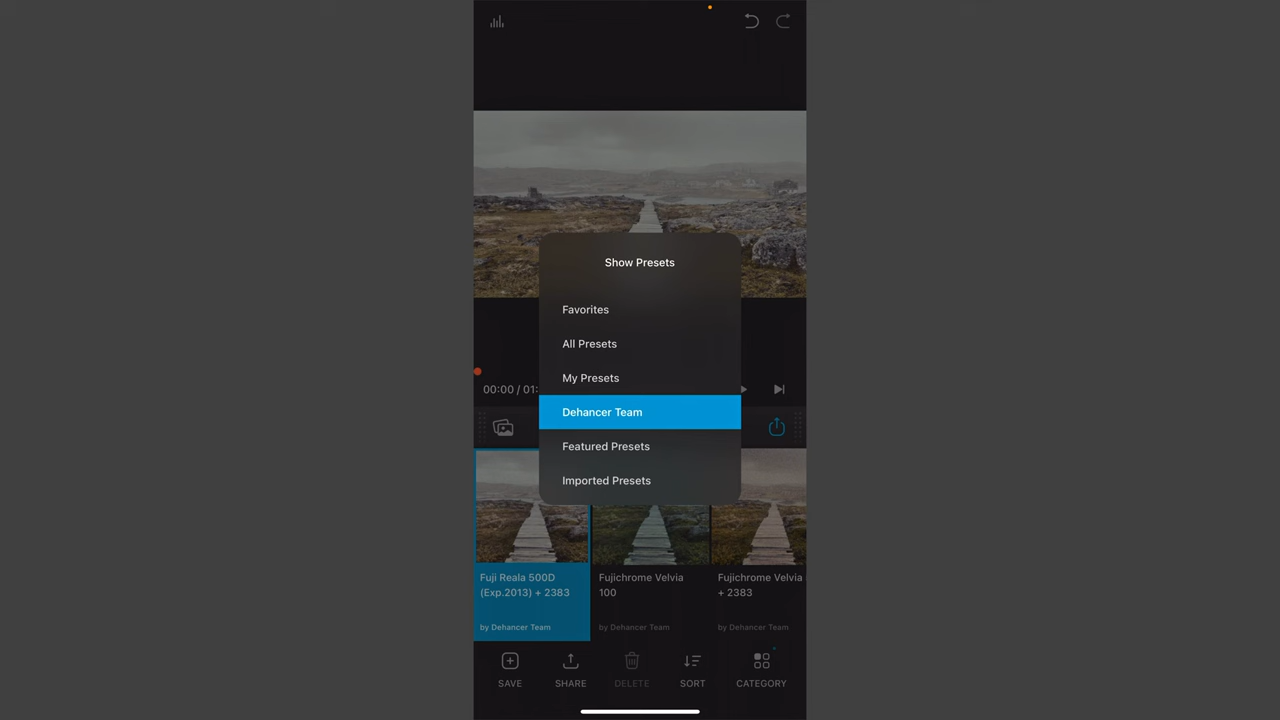 Show Presets
Favorites
All Presets
My Presets
00:00 / 01:
Dehancer Team
Featured Presets
Imported Presets
Fuji Reala 500D
(Exp.2013) + 2383
by Dehancer Team
Fujichrome Velvia
100
by Dehancer Team
Fujichrome Velvia
+ 2383
by Dehancer Team
SAVE
SHARE
DELETE
SORT
CATEGORY